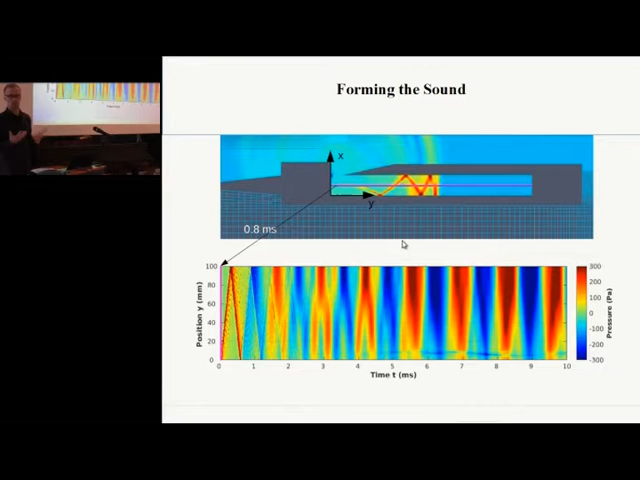 Forming the Sound
x
y
0.8 ms
Position y (mm)
100
80
60
40
20
0
0 1 2 3 4 5 6 7 8 9 10
Time t (ms)
300
200
100
0
-100
-200
-300
Pressure (Pa)